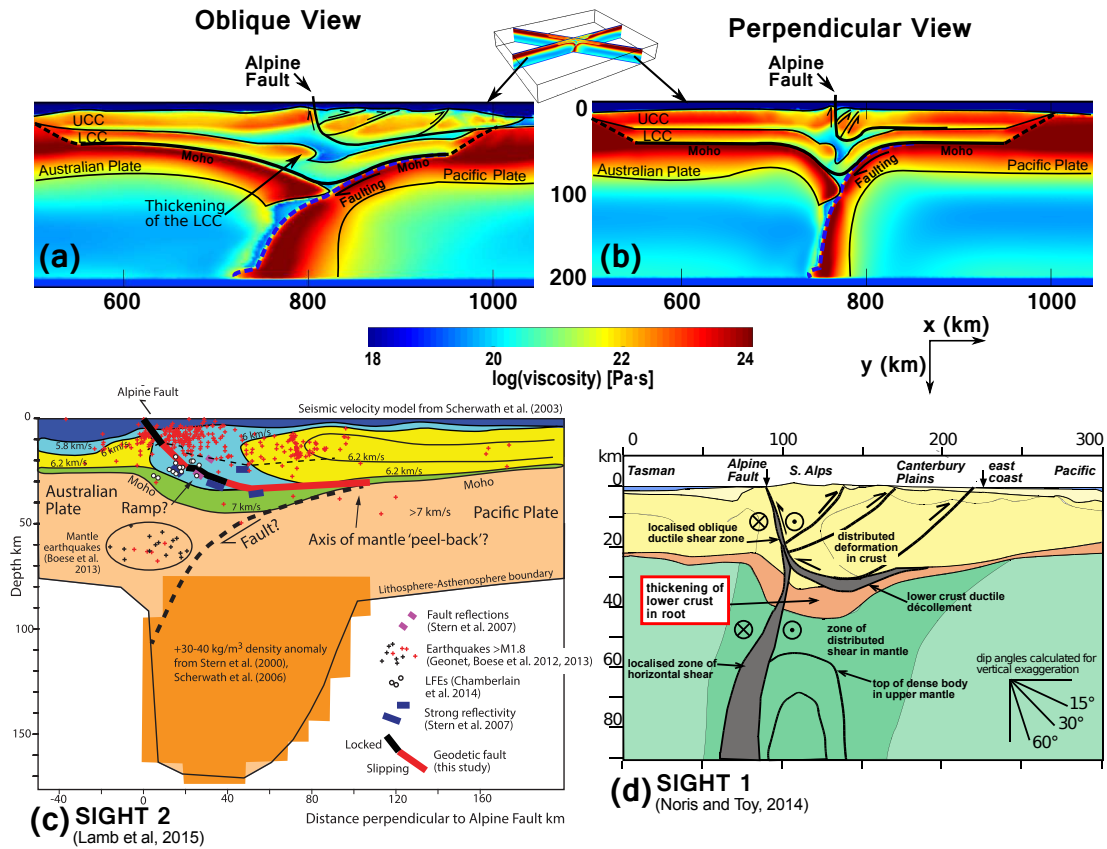 Oblique View
Perpendicular View
Alpine
Fault
UCC
LCC
Moho
Moho
Australian Plate
Pacific Plate
Faulting
Thickening
of the LCC
(a)
600
800
1000
0
100
200
Alpine
Fault
UCC
LCC
Moho
Moho
Australian Plate
Pacific Plate
Faulting
(b)
600
800
1000
18
20
22
24
log(viscosity) [Pa·s]
x (km)
y (km)
Alpine Fault
Seismic velocity model from Scherwath et al. (2003)
0
50
100
150
Depth km
5.8 km/s
6 km/s
6 km/s
6.2 km/s
6.2 km/s
6.2 km/s
Moho
Moho
7 km/s
>7 km/s
Australian
Plate
Ramp?
Fault?
Pacific Plate
Axis of mantle 'peel-back'?
Mantle
earthquakes
(Boese et al.
2013)
Lithosphere-Asthenosphere boundary
+30-40 kg/m³ density anomaly
from Stern et al. (2000),
Scherwath et al. (2006)
Fault reflections
(Stern et al. 2007)
Earthquakes >M1.8
(Geonet, Boese et al. 2012, 2013)
LFEs (Chamberlain
et al. 2014)
Strong reflectivity
(Stern et al. 2007)
Locked
Slipping
Geodetic fault
(this study)
-40
0
40
80
120
160
Distance perpendicular to Alpine Fault km
(c) SIGHT 2
(Lamb et al, 2015)
0
100
200
300
km
Tasman
Alpine
Fault
S. Alps
Canterbury
Plains
east
coast
Pacific
0
20
40
60
80
localised oblique
ductile shear zone
distributed
deformation
in crust
thickening of
lower crust
in root
lower crust ductile
décollement
zone of
distributed
shear in mantle
localised zone of
horizontal shear
top of dense body
in upper mantle
dip angles calculated for
vertical exaggeration
15°
30°
60°
(d) SIGHT 1
(Noris and Toy, 2014)